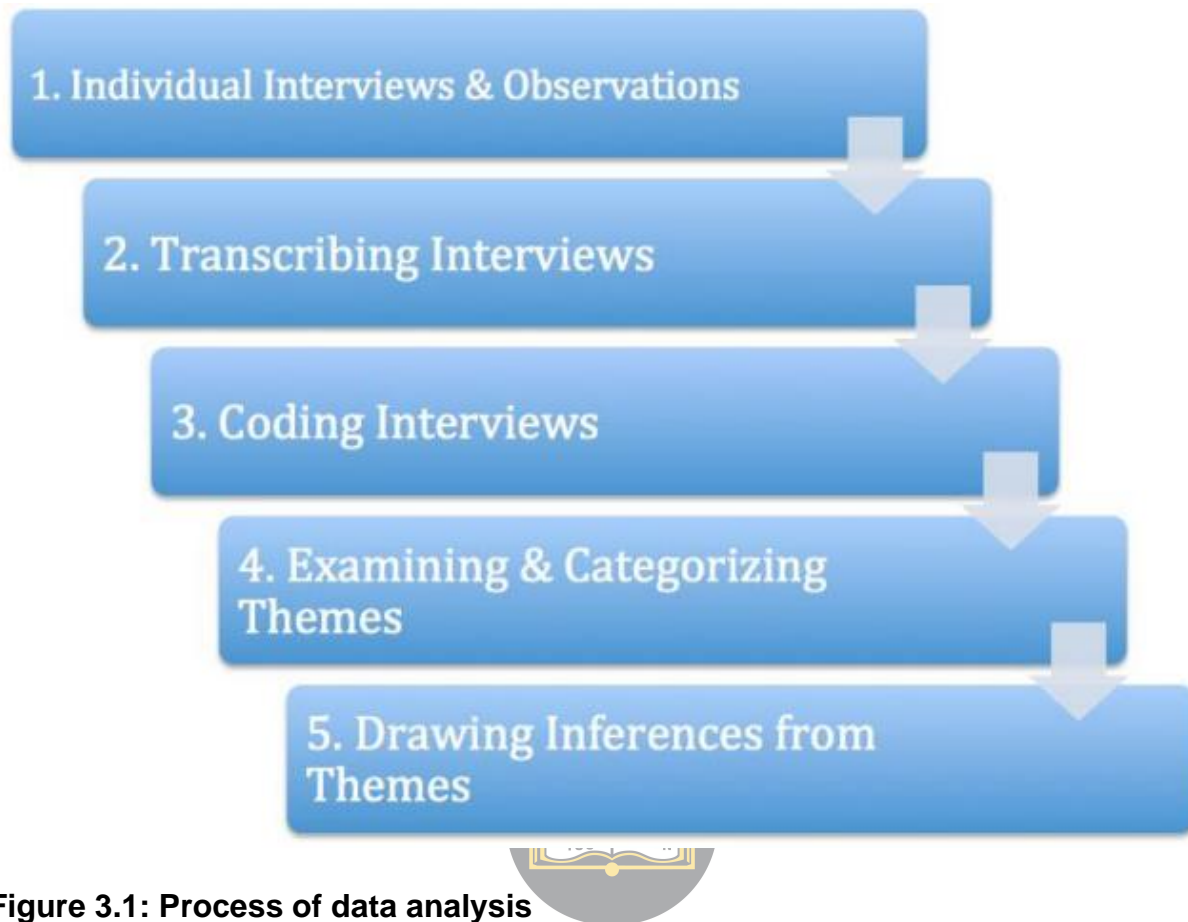 1. Individual Interviews & Observations
2. Transcribing Interviews
3. Coding Interviews
4. Examining & Categorizing
Themes
5. Drawing Inferences from
Themes
Figure 3.1: Process of data analysis